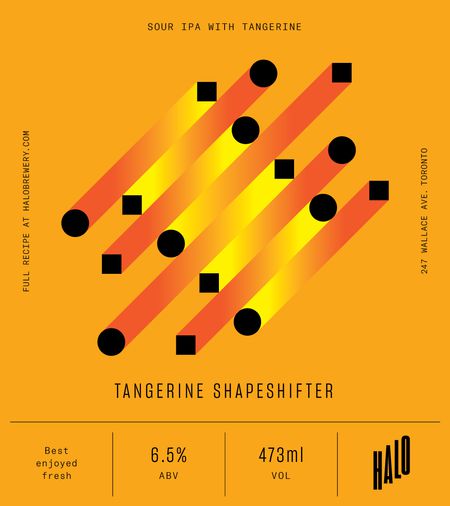 SOUR IPA WITH TANGERINE
FULL RECIPE AT HALOBREWERY.COM
247 WALLACE AVE. TORONTO
TANGERINE SHAPESHIFTER
Best
enjoyed
fresh
6.5%
ABV
473ml
VOL
HALO